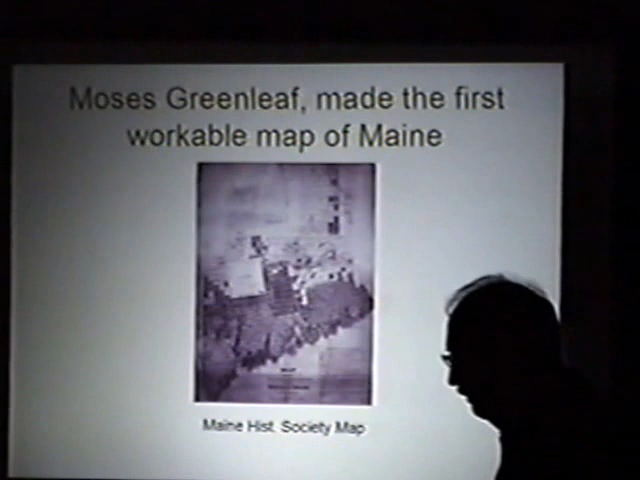 Moses Greenleaf, made the first
workable map of Maine
Maine Hist. Society Map